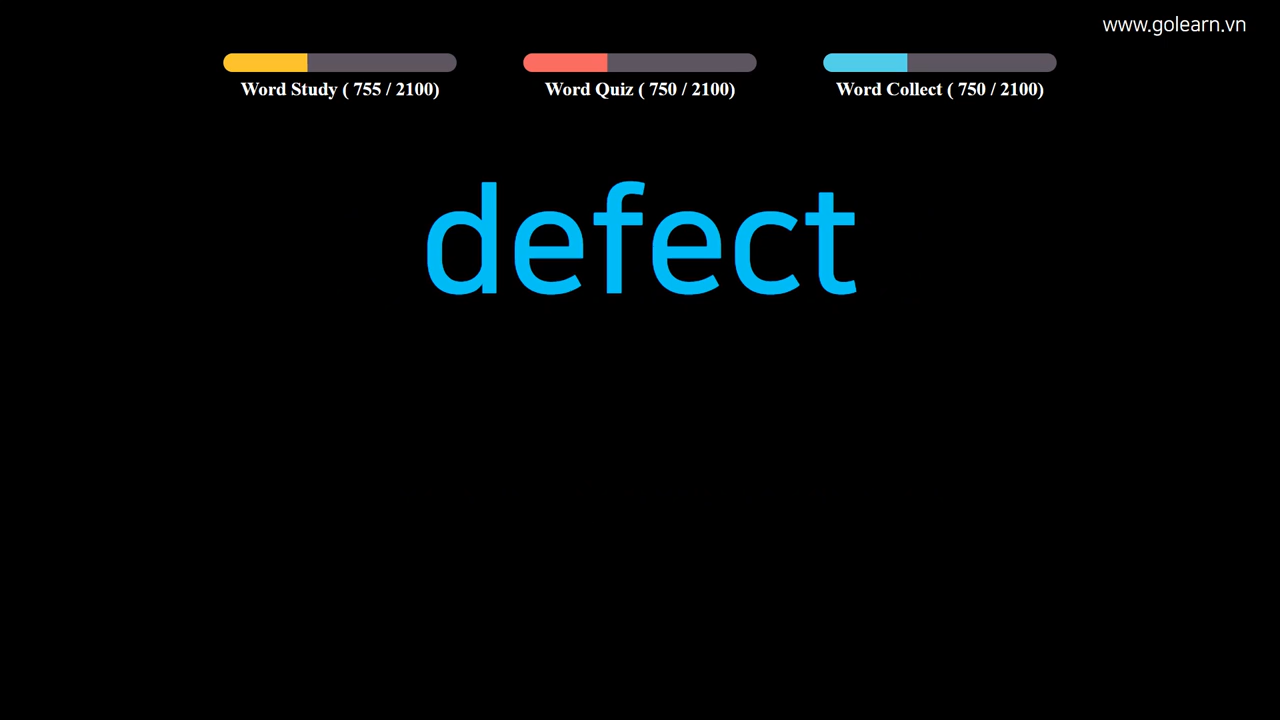 www.golearn.vn
Word Study ( 755 / 2100)
Word Quiz ( 750 / 2100)
Word Collect ( 750 / 2100)
defect